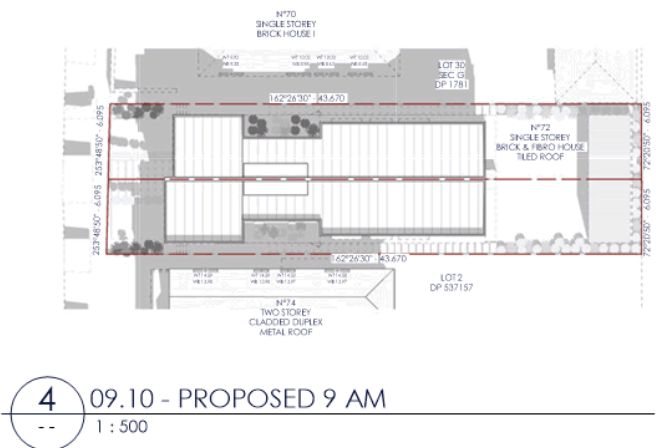 N°70
SINGLE STOREY
BRICK HOUSE I
LOT 30
SEC G
DP 1781
162°26'30" 43.670
6.095
253°48'50"
6.095
72°20'50"
N°72
SINGLE STOREY
BRICK & FIBRO HOUSE
TILED ROOF
6.095
253°48'50"
6.095
72°20'50"
162°26'30" - 43.670
LOT 2
DP 537157
N°74
TWO STOREY
CLADDED DUPLEX
METAL ROOF
4
--
09.10 - PROPOSED 9 AM
1 : 500